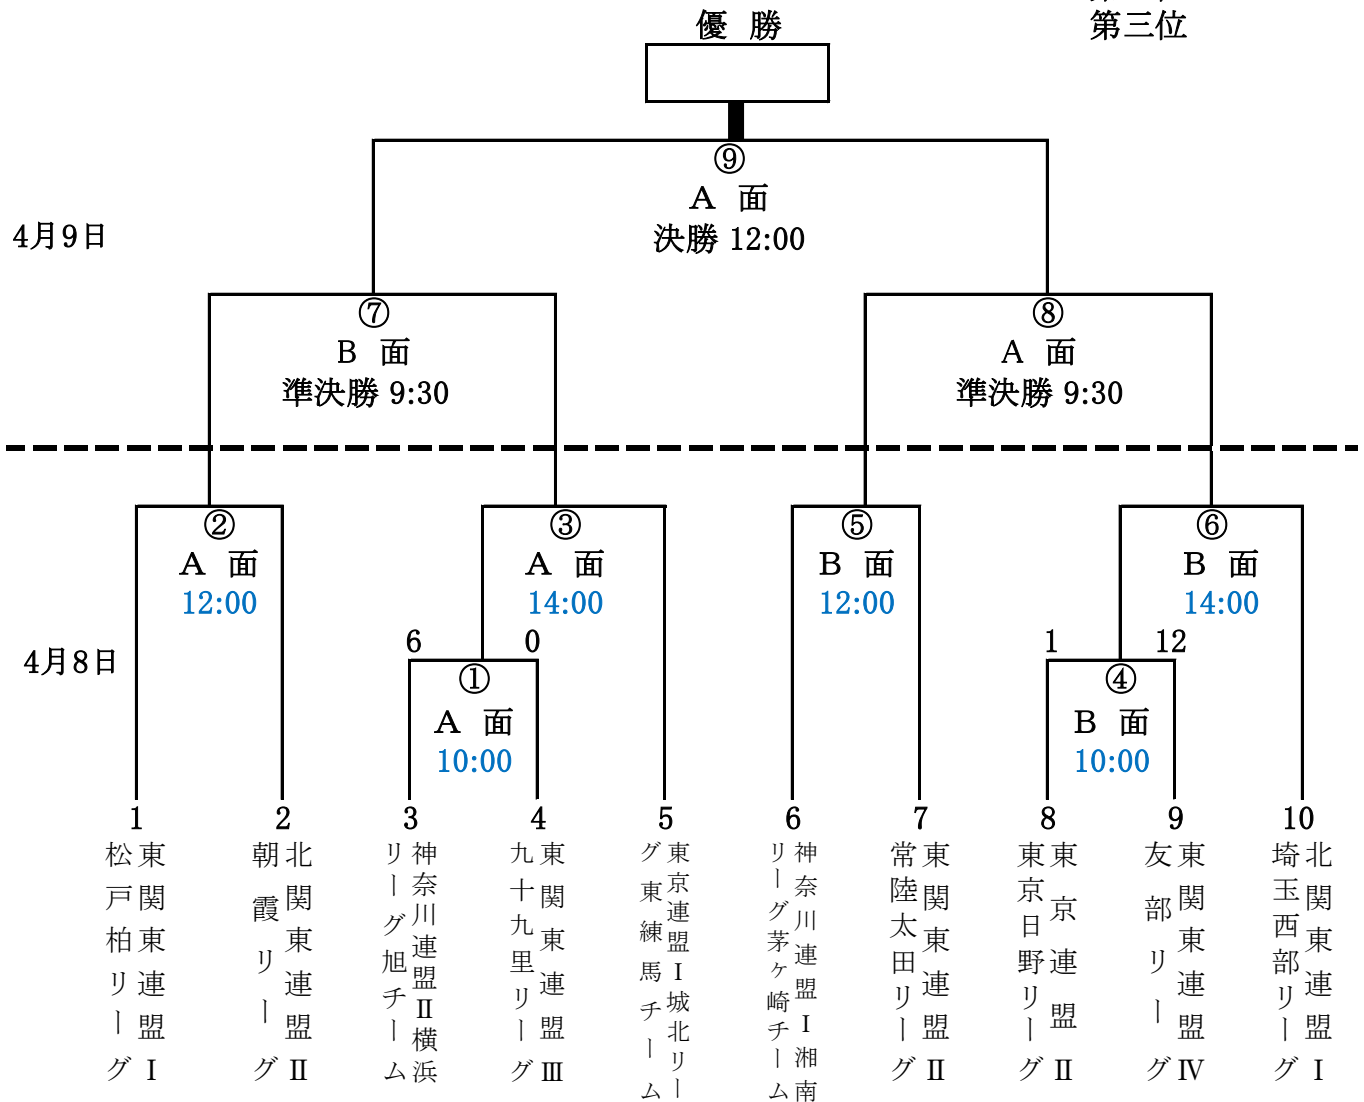 第三位
優 勝
⑨
A 面
決勝 12:00
4月9日
⑦
B 面
準決勝 9:30
⑧
A 面
準決勝 9:30
②
A 面
12:00
③
A 面
14:00
⑤
B 面
12:00
⑥
B 面
14:00
4月8日
6 0
①
A 面
10:00
1 12
④
B 面
10:00
1
東関東連盟Ⅰ
松戸柏リーグ
2
北関東連盟Ⅱ
朝霞リーグ
3
神奈川連盟Ⅱ横浜
リーグ旭チーム
4
東関東連盟Ⅲ
九十九里リーグ
5
東京連盟Ⅰ城北リー
グ東練馬チーム
6
神奈川連盟Ⅰ湘南
リーグ茅ヶ崎チーム
7
東関東連盟Ⅱ
常陸太田リーグ
8
東京連盟Ⅱ
東京日野リーグ
9
東関東連盟Ⅳ
友部リーグ
10
北関東連盟Ⅰ
埼玉西部リーグ